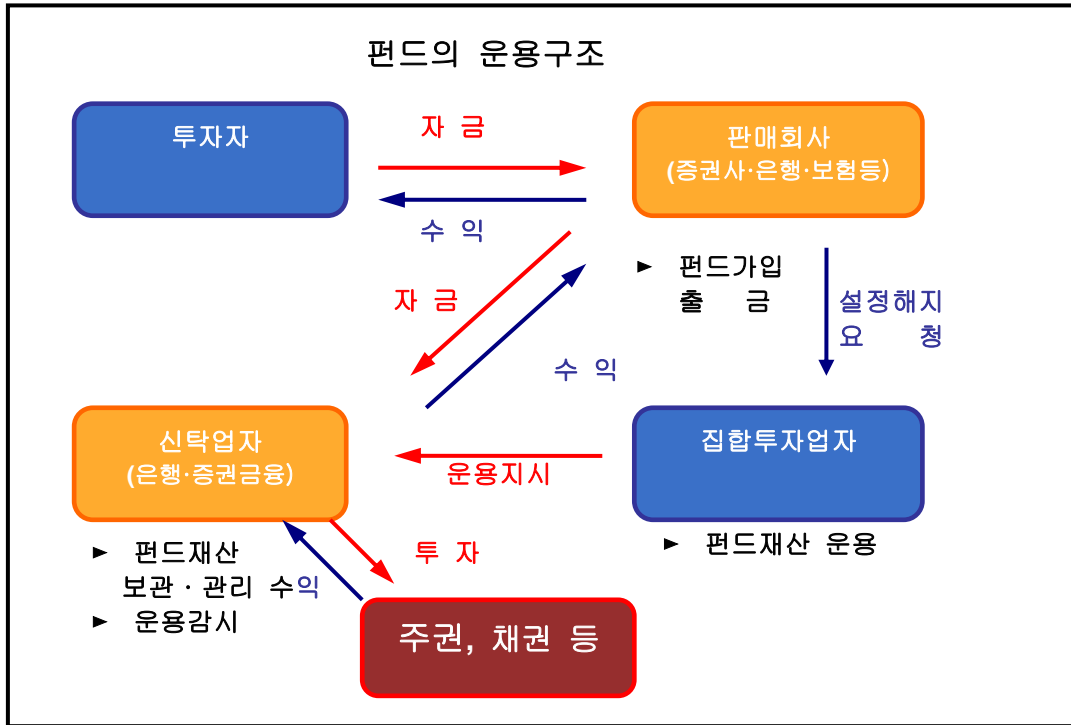 펀드의 운용구조
투자자
자 금
판매회사
(증권사·은행·보험등)
수 익
► 펀드가입
출 금
자 금
설정해지
요 청
수 익
신탁업자
(은행·증권금융)
집합투자업자
운용지시
► 펀드재산 운용
► 펀드재산
보관 · 관리 수익
► 운용감시
투 자
주권, 채권 등